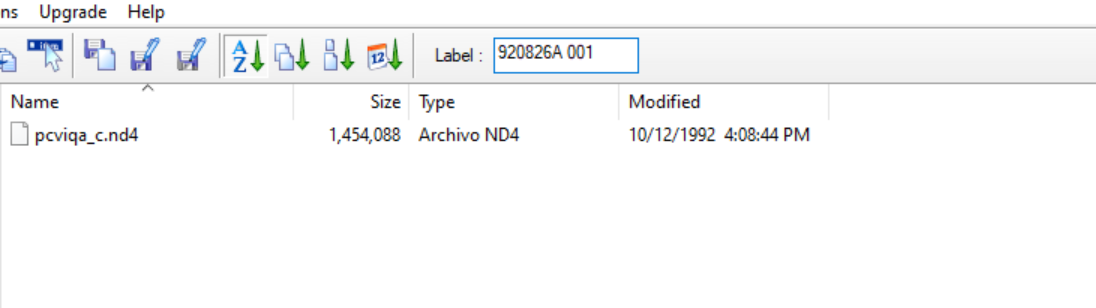 ns Upgrade Help
Label : 920826A 001
Name Size Type Modified
pcviqa_c.nd4 1,454,088 Archivo ND4 10/12/1992 4:08:44 PM